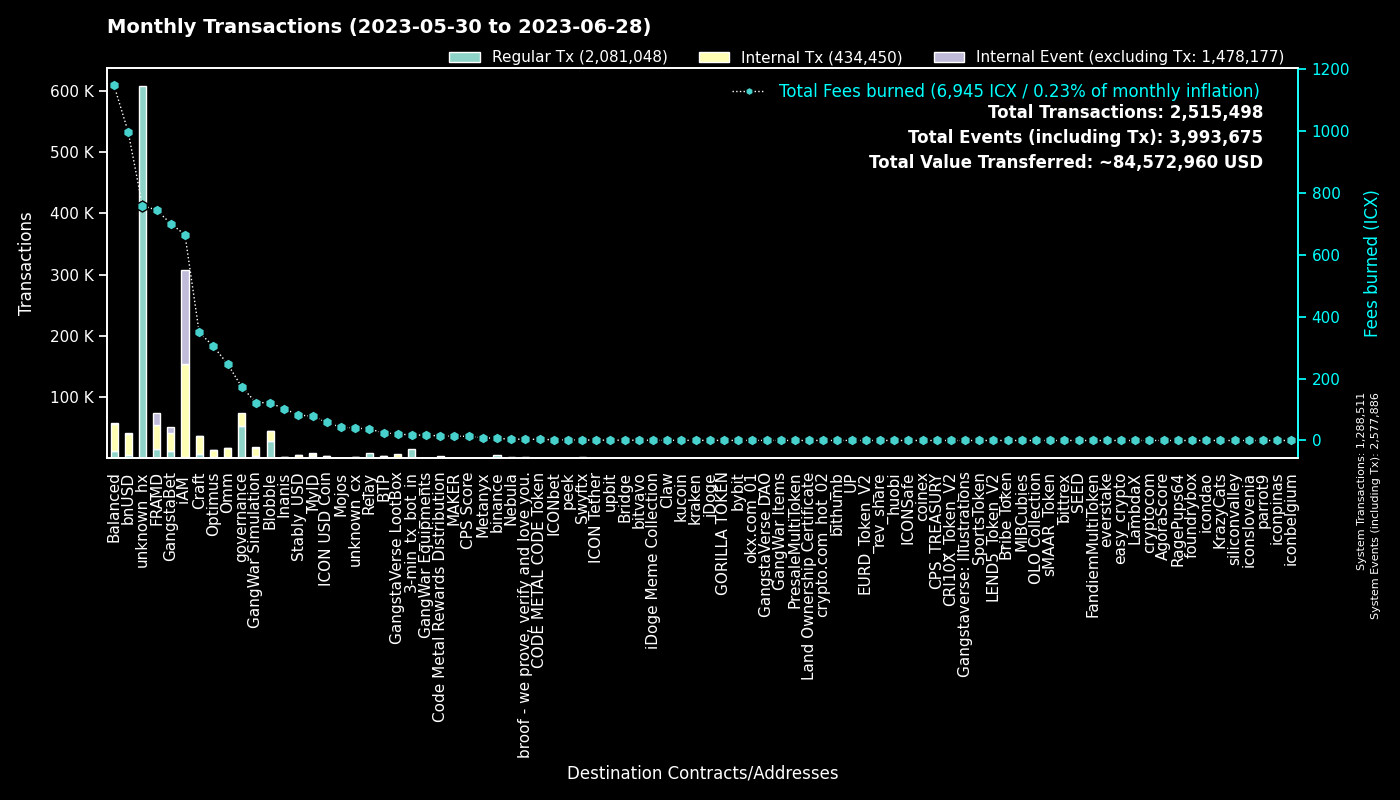 Monthly Transactions (2023-05-30 to 2023-06-28)
Regular Tx (2,081,048)
Internal Tx (434,450)
Internal Event (excluding Tx: 1,478,177)
Total Fees burned (6,945 ICX / 0.23% of monthly inflation)
Total Transactions: 2,515,498
Total Events (including Tx): 3,993,675
Total Value Transferred: ~84,572,960 USD
Transactions
600 K
500 K
400 K
300 K
200 K
100 K
1200
1000
800
600
400
200
0
Fees burned (ICX)
System Transactions: 1,288,511
System Events (including Tx): 2,577,886
Balanced
bnUSD
unknown_hx
FRAMD
GangstaBet
iAM
Craft
Optimus
Omm
governance
GangWar Simulation
Blobble
Inanis
Stably_USD
MyID
ICON USD Coin
Mojos
unknown_cx
Relay
BTP
GangstaVerse LootBox
3-min_tx_bot_in
GangWar Equipments
Code Metal Rewards Distribution
MAKER
CPS Score
Metanyx
binance
Nebula
broof - we prove, verify and love you.
CODE METAL CODE Token
ICONbet
peek
Swyftx
ICON Tether
upbit
Bridge
bitvavo
iDoge Meme Collection
Claw
kucoin
kraken
iDoge
GORILLA TOKEN
bybit
okx.com_01
GangstaVerse DAO
GangWar Items
PresaleMultiToken
Land Ownership Certificate
crypto.com_hot_02
bithumb
UP
EURD_Token_V2
_rev_share
huobi
ICONSafe
coinex
CPS_TREASURY
CRI10X_Token_V2
Gangstaverse: Illustrations
SportsToken
LEND5_Token_V2
Bribe Token
MIBCubies
OLO Collection
sMAAR_Token
bittrex
SEED
FandiemMultiToken
everstake
easy_crypto
LambdaX
cryptocom
AgoraScore
RagePups64
foundrybox
icondao
KrazyCats
siliconvalley
iconslovenia
parrot9
iconpinas
iconbelgium
Destination Contracts/Addresses